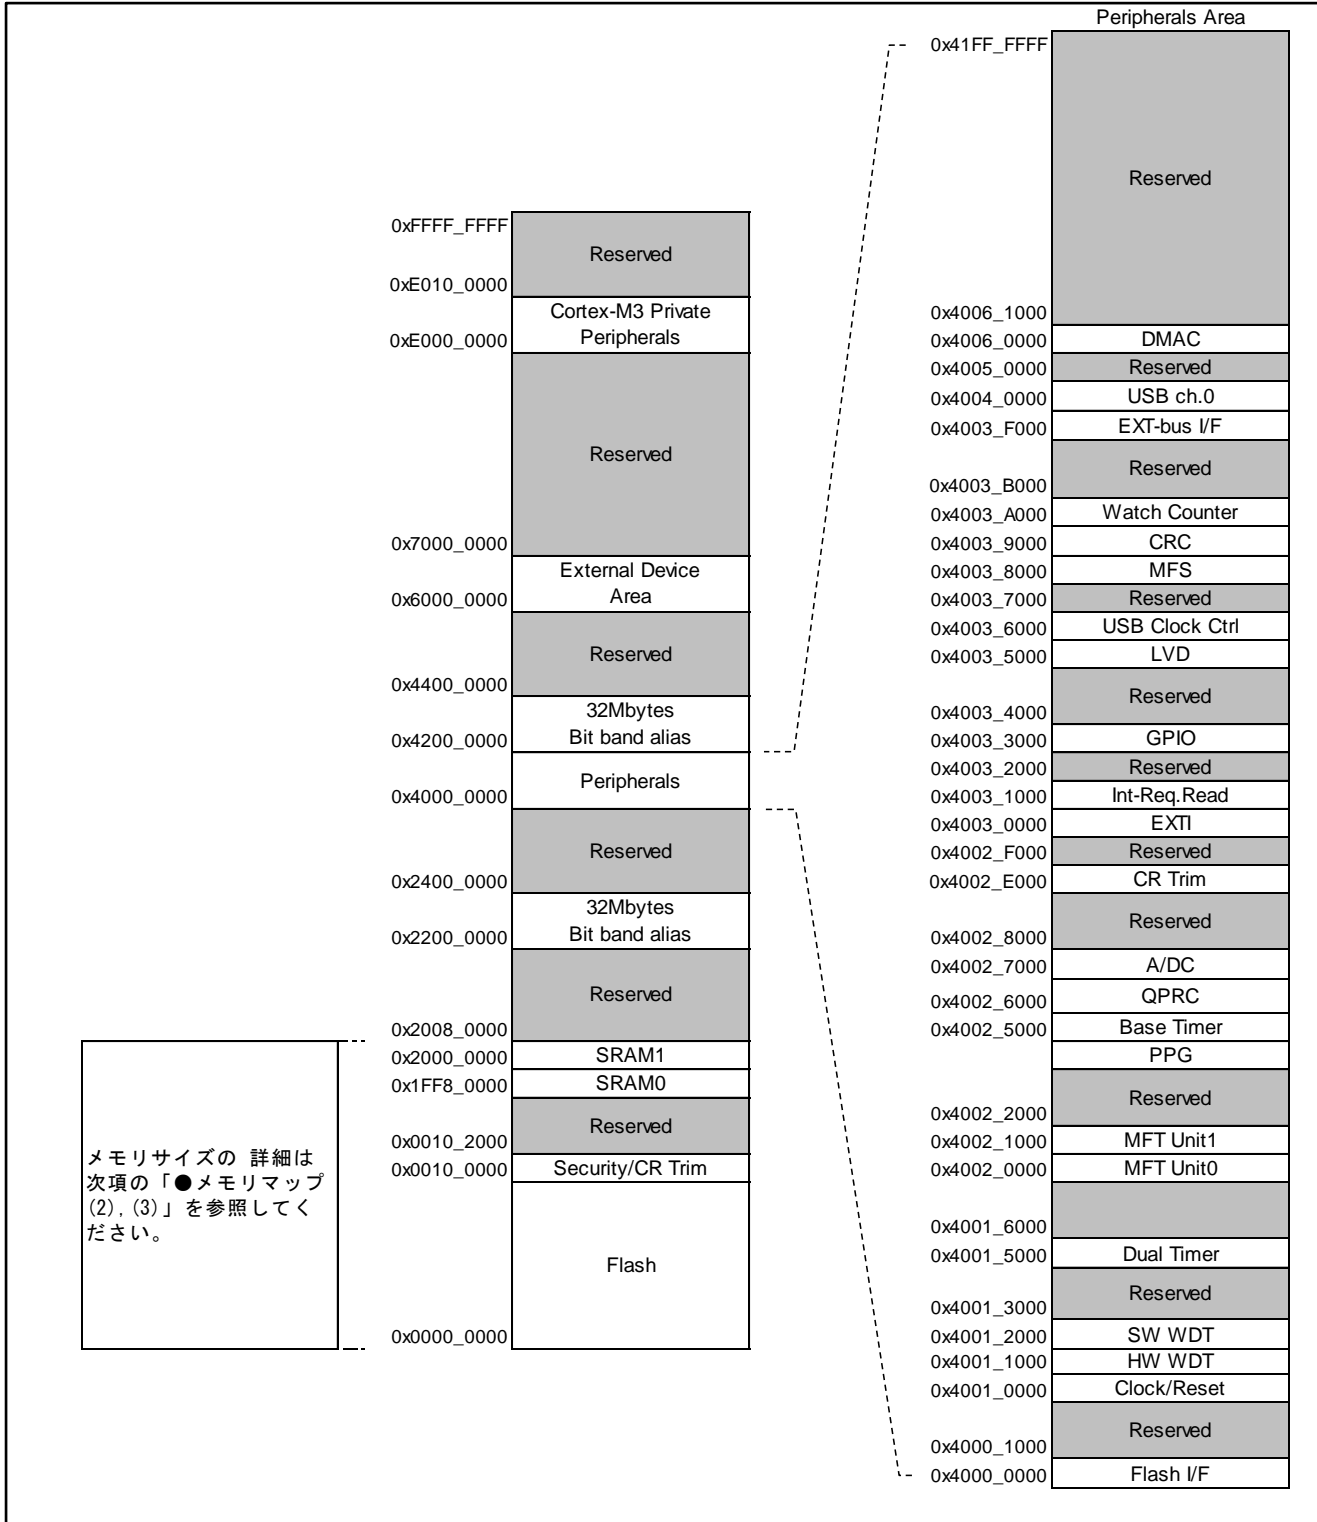 Peripherals Area
0x41FF_FFFF
Reserved
0x4006_1000
0x4006_0000 DMAC
0x4005_0000 Reserved
0x4004_0000 USB ch.0
0x4003_F000 EXT-bus I/F
Reserved
0x4003_B000
0x4003_A000 Watch Counter
0x4003_9000 CRC
0x4003_8000 MFS
0x4003_7000 Reserved
0x4003_6000 USB Clock Ctrl
0x4003_5000 LVD
Reserved
0x4003_4000
0x4003_3000 GPIO
0x4003_2000 Reserved
0x4003_1000 Int-Req.Read
0x4003_0000 EXTI
0x4002_F000 Reserved
0x4002_E000 CR Trim
Reserved
0x4002_8000
0x4002_7000 A/DC
0x4002_6000 QPRC
0x4002_5000 Base Timer
PPG
Reserved
0x4002_2000
0x4002_1000 MFT Unit1
0x4002_0000 MFT Unit0
0x4001_6000
0x4001_5000 Dual Timer
Reserved
0x4001_3000
0x4001_2000 SW WDT
0x4001_1000 HW WDT
0x4001_0000 Clock/Reset
Reserved
0x4000_1000
0x4000_0000 Flash I/F
0xFFFF_FFFF
Reserved
0xE010_0000
Cortex-M3 Private
0xE000_0000 Peripherals
Reserved
0x7000_0000
External Device
0x6000_0000 Area
Reserved
0x4400_0000
32Mbytes
0x4200_0000 Bit band alias
Peripherals
0x4000_0000
Reserved
0x2400_0000
32Mbytes
0x2200_0000 Bit band alias
Reserved
0x2008_0000
0x2000_0000 SRAM1
0x1FF8_0000 SRAM0
Reserved
0x0010_2000
0x0010_0000 Security/CR Trim
Flash
0x0000_0000
メモリサイズの 詳細は
次項の「●メモリマップ
(2),(3)」を参照してく
ださい。